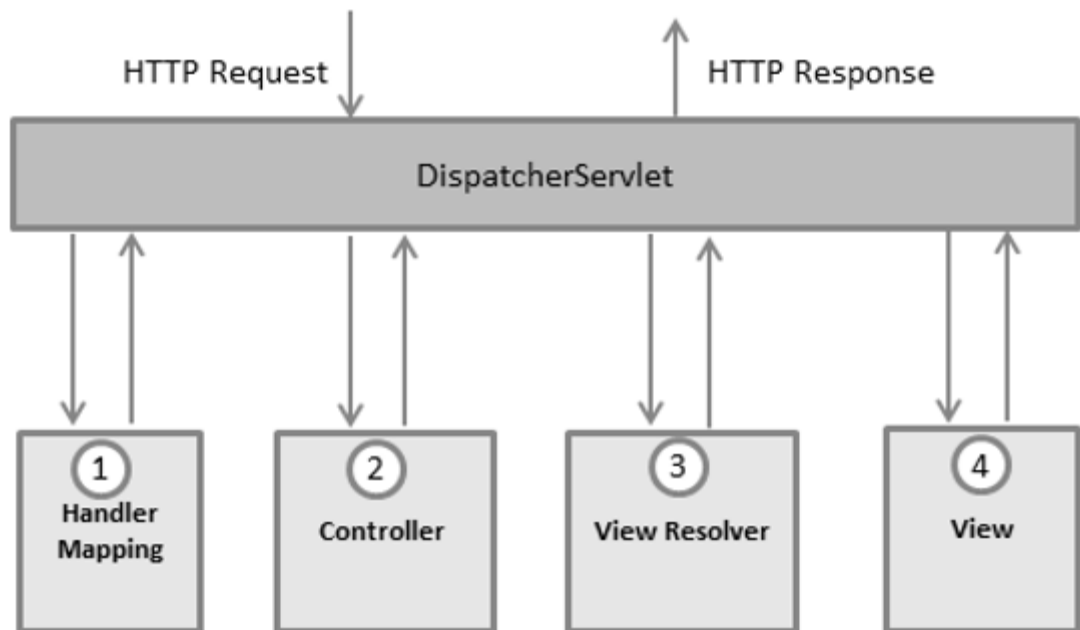 HTTP Request
HTTP Response
DispatcherServlet
1
Handler
Mapping
2
Controller
3
View Resolver
4
View